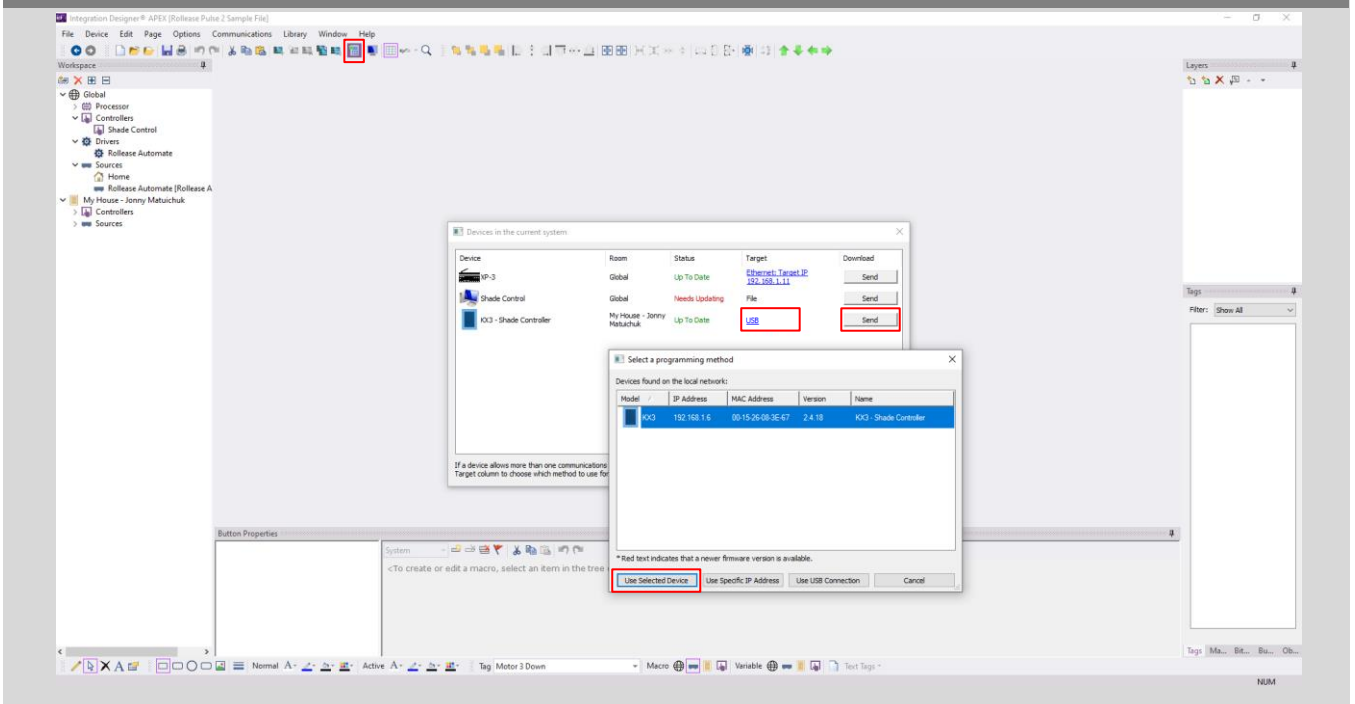 Integration Designer® APEX [Rollease Pulse 2 Sample File]
File Device Edit Page Options Communications Library Window Help
Workspace
Layers
Global
Processor
Controllers
Shade Control
Drivers
Rollease Automate
Sources
Home
Rollease Automate [Rollease A
My House - Jonny Matuichuk
Controllers
Sources
Devices in the current system
Device Room Status Target Download
XP-3 Global Up To Date Ethernet: Target IP 192.168.1.11 Send
Shade Control Global Needs Updating File Send
KX3 - Shade Controller My House - Jonny Matuichuk Up To Date USB Send
Tags
Filter: Show All
Select a programming method
Devices found on the local network:
Model IP Address MAC Address Version Name
KX3 192.168.1.6 00-15-26-08-3E-67 2.4.18 KX3 - Shade Controller
If a device allows more than one communications
Target column to choose which method to use for
* Red text indicates that a newer firmware version is available.
Use Selected Device Use Specific IP Address Use USB Connection Cancel
Button Properties
System
<To create or edit a macro, select an item in the tree
Tags Ma... Bit... Bu... Ob...
Normal A Active A Tag Motor 3 Down Macro Variable Text Tags
NUM